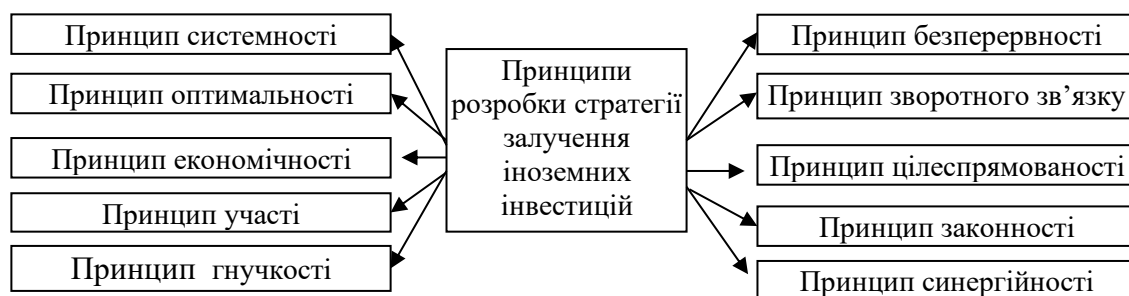 Принцип системності
Принцип оптимальності
Принцип економічності
Принцип участі
Принцип гнучкості
Принципи
розробки стратегії
залучення
іноземних
інвестицій
Принцип безперервності
Принцип зворотного зв’язку
Принцип цілеспрямованості
Принцип законності
Принцип синергійності